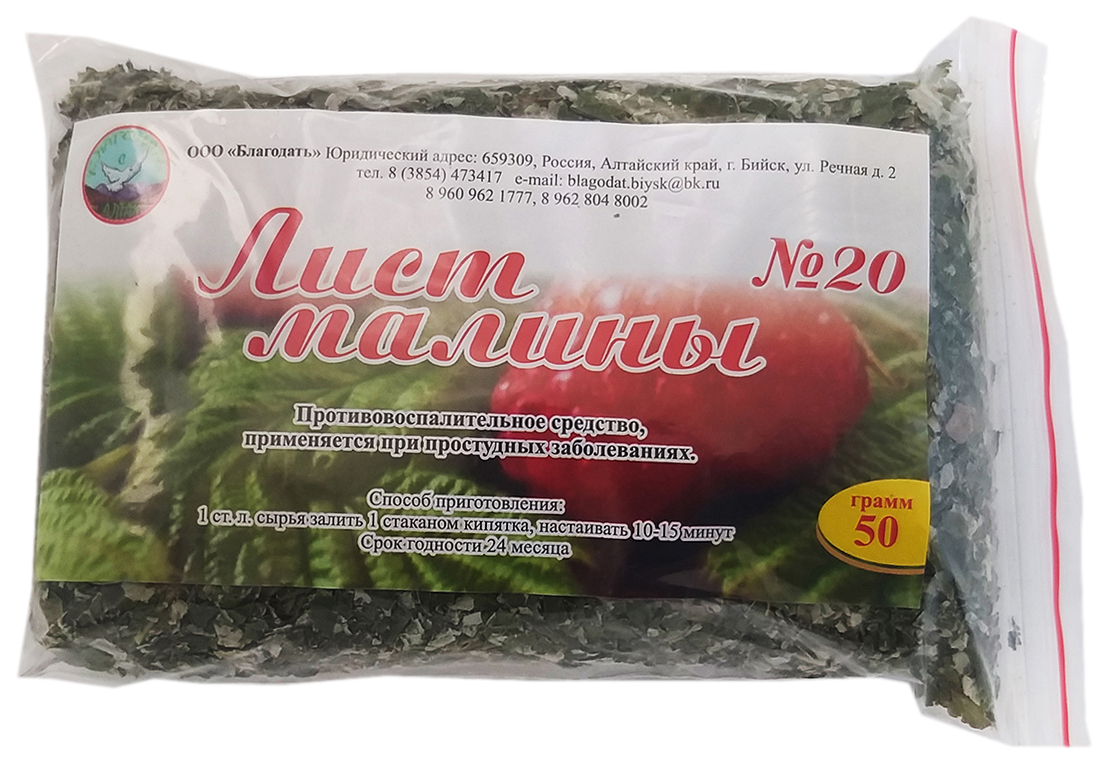 ООО «Благодать» Юридический адрес: 659309, Россия, Алтайский край, г. Бийск, ул. Речная д. 2
тел. 8 (3854) 473417 e-mail: blagodat.biysk@bk.ru
8 960 962 1777, 8 962 804 8002
Лист
малины
№20
Противовоспалительное средство,
применяется при простудных заболеваниях.
Способ приготовления:
1 ст. л. сырья залить 1 стаканом кипятка, настаивать 10-15 минут
Срок годности 24 месяца
грамм
50